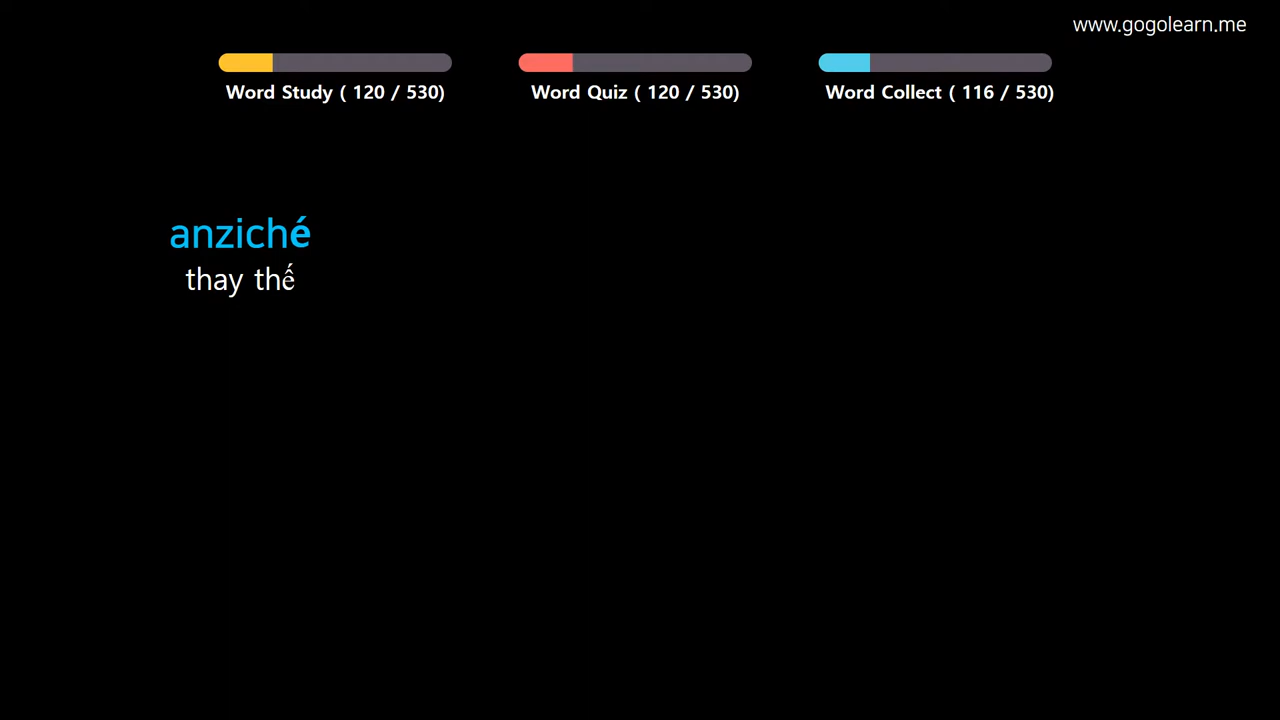 www.gogolearn.me
Word Study ( 120 / 530)
Word Quiz ( 120 / 530)
Word Collect ( 116 / 530)
anziché
thay thế